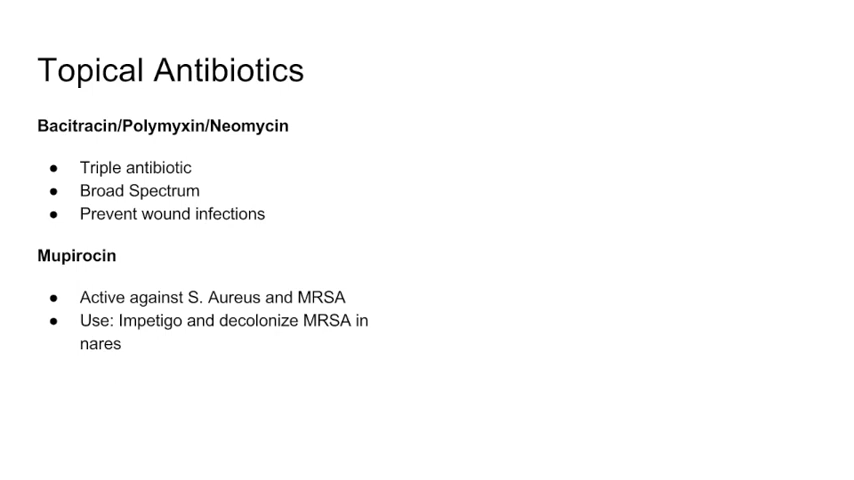 Topical Antibiotics
Bacitracin/Polymyxin/Neomycin
● Triple antibiotic
● Broad Spectrum
● Prevent wound infections
Mupirocin
● Active against S. Aureus and MRSA
● Use: Impetigo and decolonize MRSA in
nares